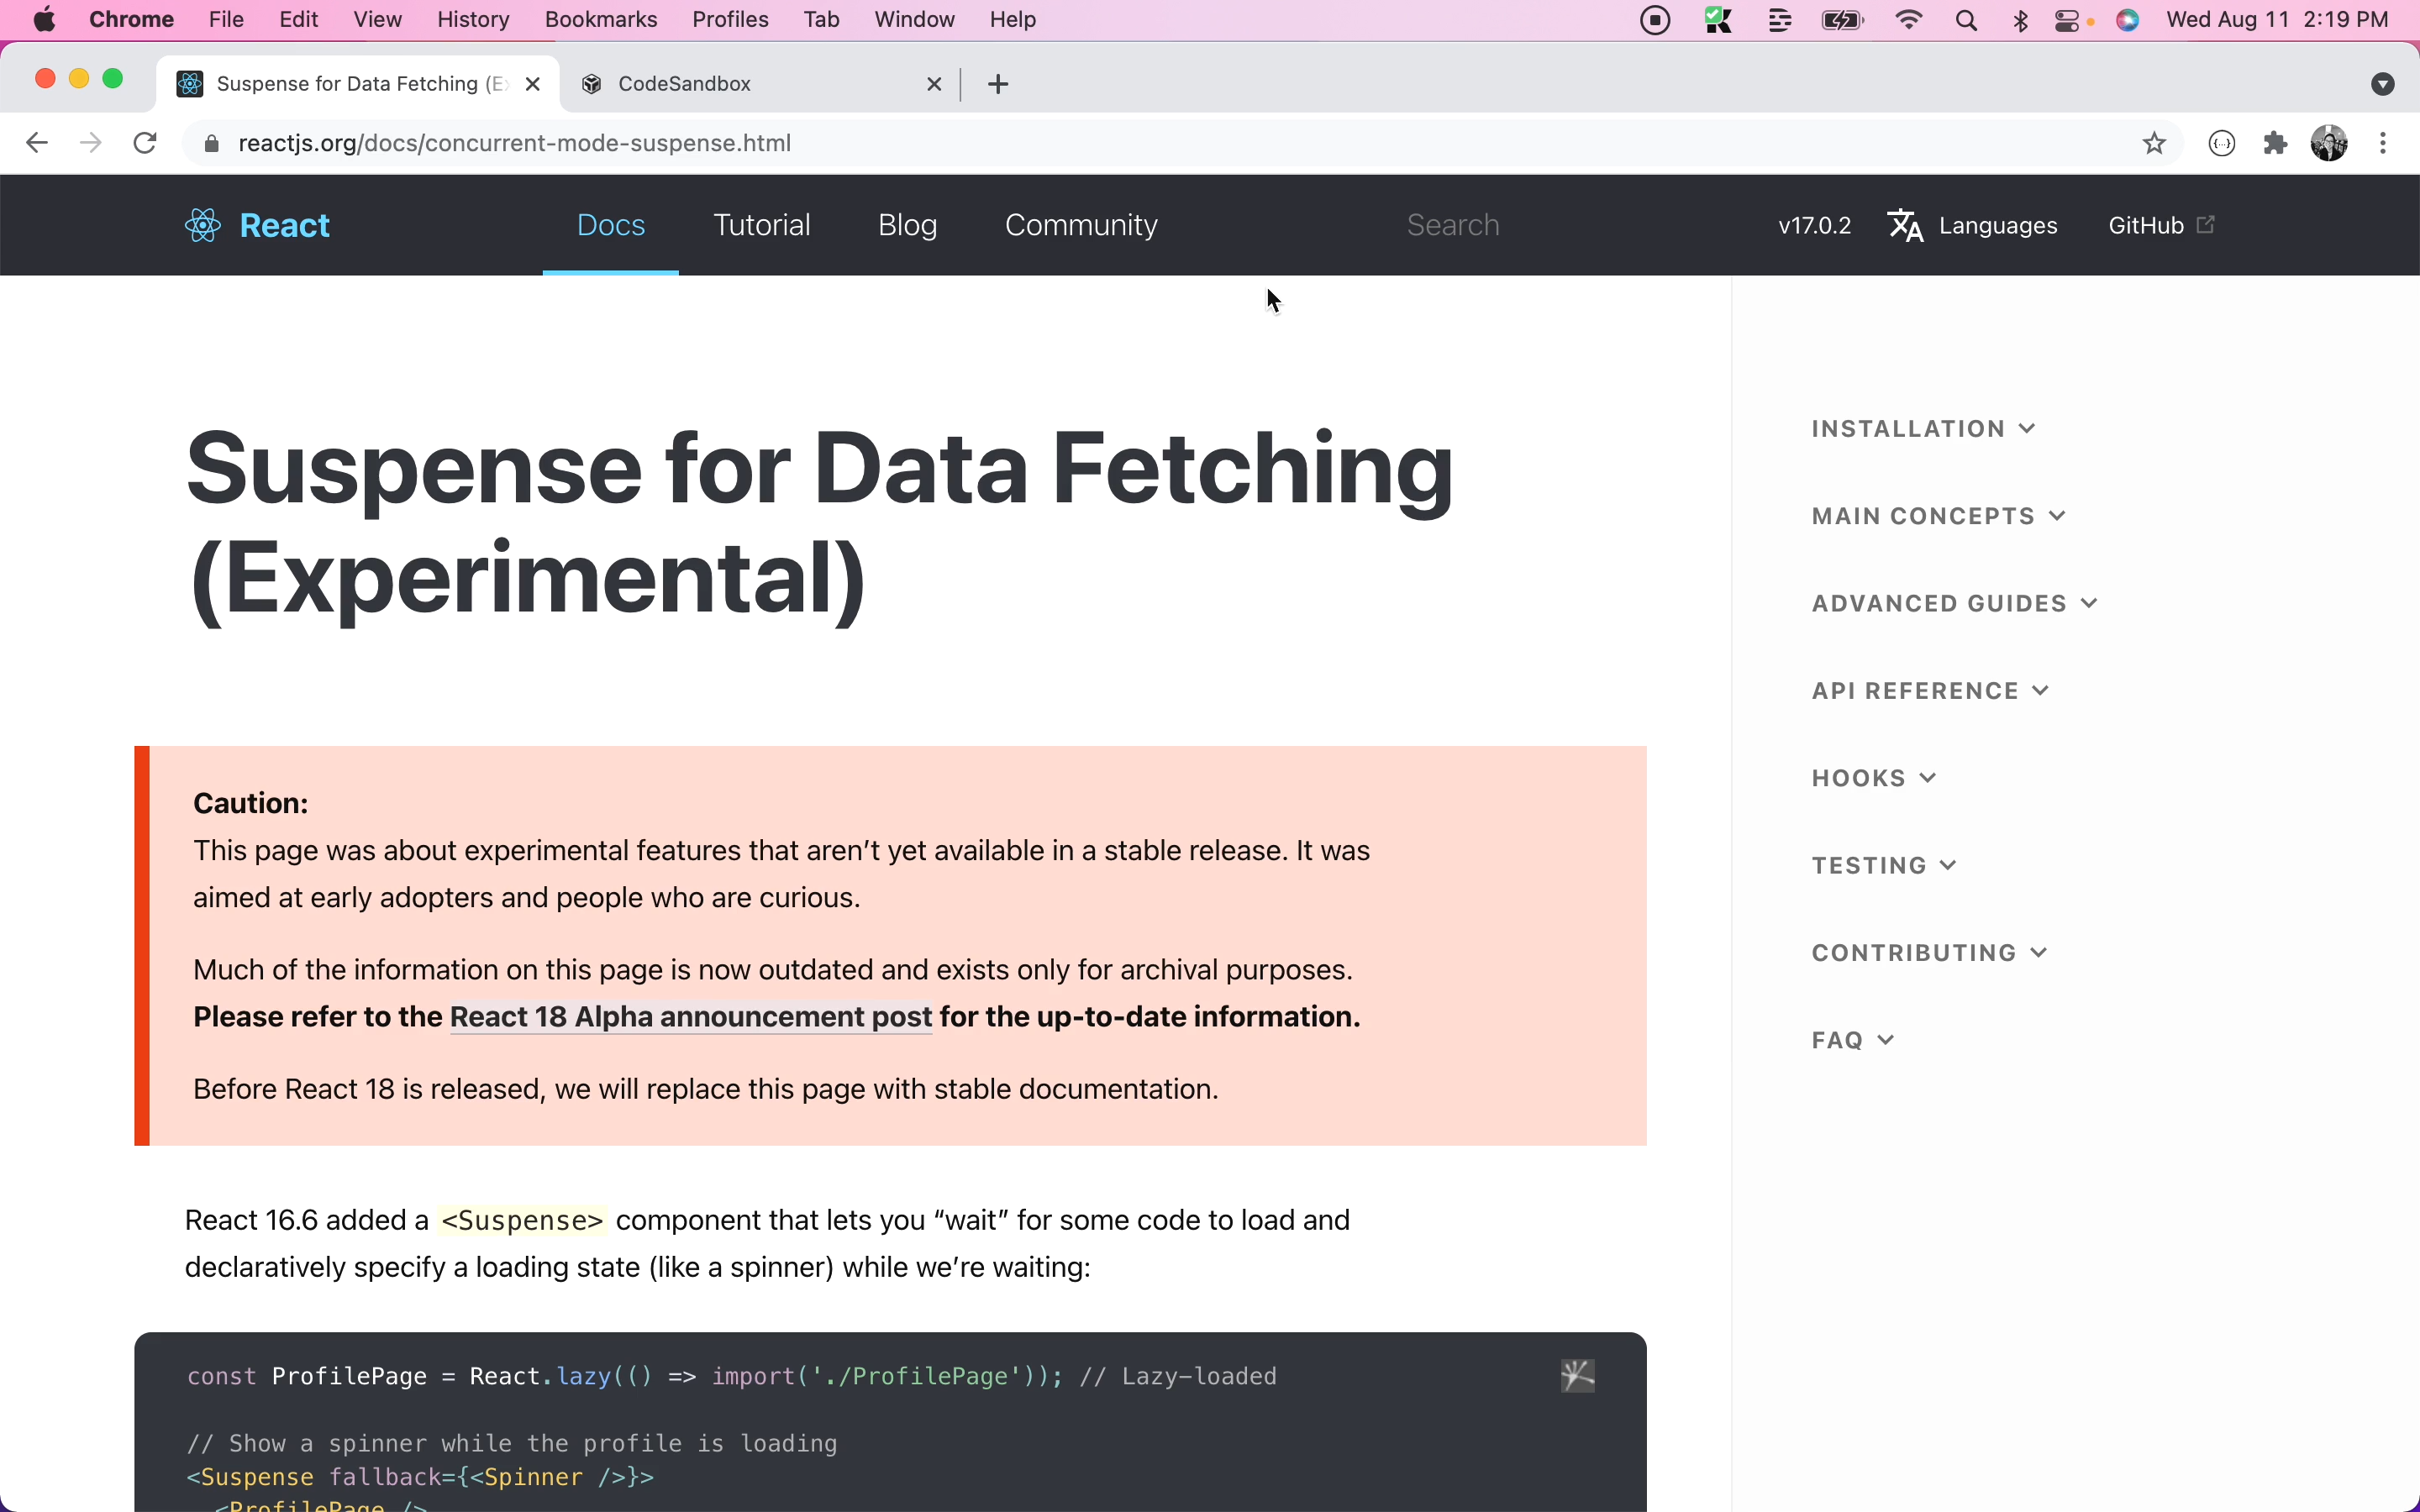 Chrome File Edit View History Bookmarks Profiles Tab Window Help Wed Aug 11 2:19 PM
Suspense for Data Fetching (Ex CodeSandbox
reactjs.org/docs/concurrent-mode-suspense.html
React Docs Tutorial Blog Community Search v17.0.2 Languages GitHub
Suspense for Data Fetching
(Experimental)
Caution:
This page was about experimental features that aren’t yet available in a stable release. It was
aimed at early adopters and people who are curious.
Much of the information on this page is now outdated and exists only for archival purposes.
Please refer to the React 18 Alpha announcement post for the up-to-date information.
Before React 18 is released, we will replace this page with stable documentation.
React 16.6 added a <Suspense> component that lets you “wait” for some code to load and
declaratively specify a loading state (like a spinner) while we’re waiting:
const ProfilePage = React.lazy(() => import('./ProfilePage')); // Lazy-loaded
// Show a spinner while the profile is loading
<Suspense fallback={<Spinner />}>
<ProfilePage />
INSTALLATION
MAIN CONCEPTS
ADVANCED GUIDES
API REFERENCE
HOOKS
TESTING
CONTRIBUTING
FAQ